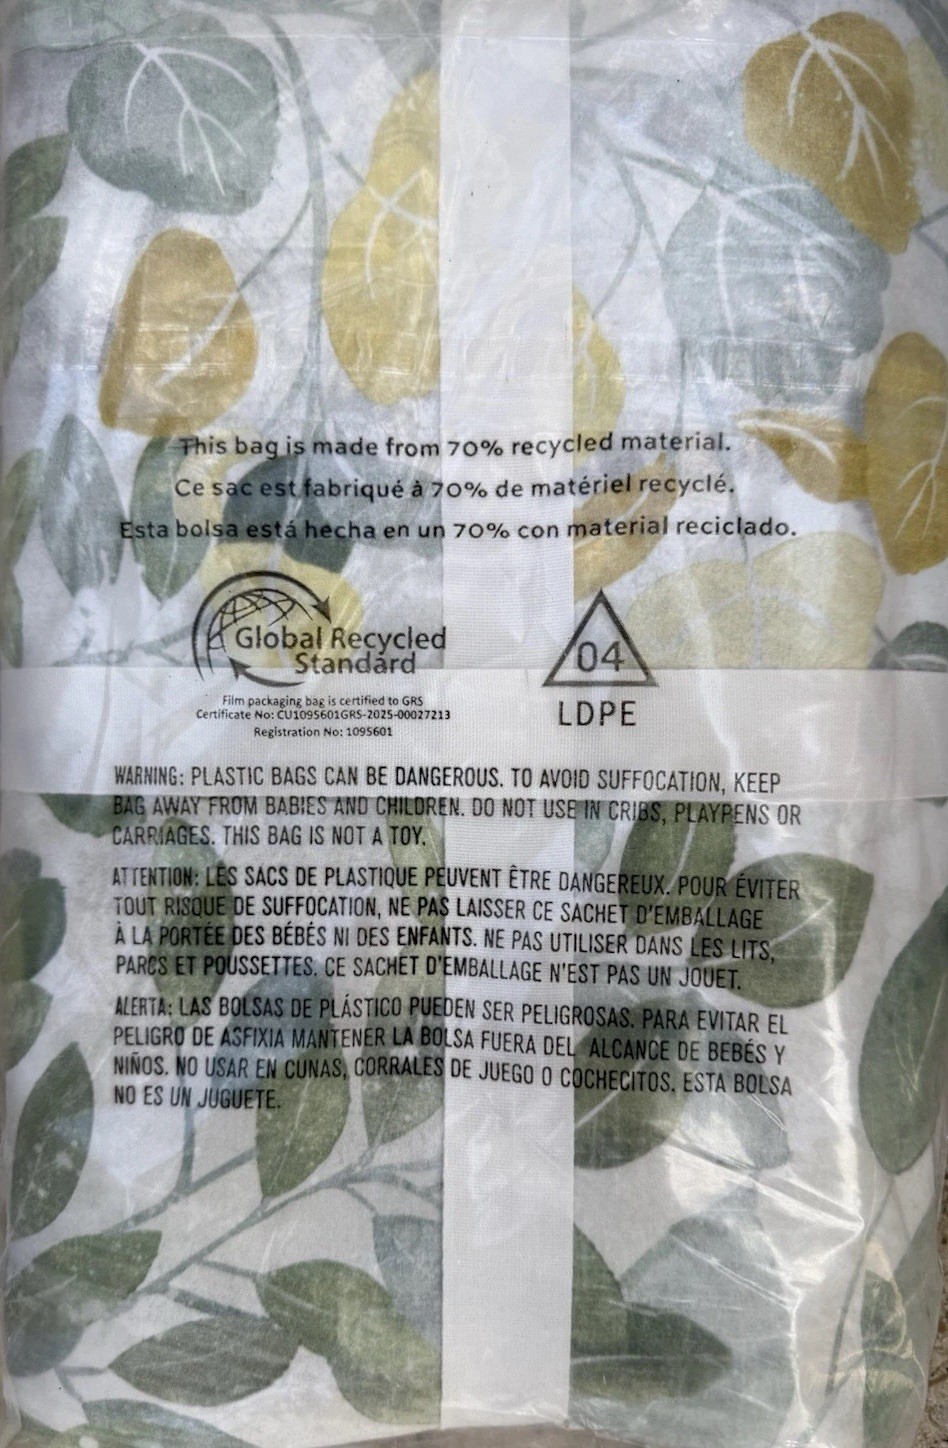 This bag is made from 70% recycled material.
Ce sac est fabriqué à 70% de matériel recyclé.
Esta bolsa está hecha en un 70% con material reciclado.
Global Recycled
Standard
Film packaging bag is certified to GRS
Certificate No: CU1095601GRS-2025-00027213
Registration No: 1095601
04
LDPE
WARNING: PLASTIC BAGS CAN BE DANGEROUS. TO AVOID SUFFOCATION, KEEP
BAG AWAY FROM BABIES AND CHILDREN. DO NOT USE IN CRIBS, PLAYPENS OR
CARRIAGES. THIS BAG IS NOT A TOY.
ATTENTION: LES SACS DE PLASTIQUE PEUVENT ÊTRE DANGEREUX. POUR ÉVITER
TOUT RISQUE DE SUFFOCATION, NE PAS LAISSER CE SACHET D'EMBALLAGE
À LA PORTÉE DES BÉBÉS NI DES ENFANTS. NE PAS UTILISER DANS LES LITS,
PARCS ET POUSSETTES. CE SACHET D'EMBALLAGE N'EST PAS UN JOUET.
ALERTA: LAS BOLSAS DE PLÁSTICO PUEDEN SER PELIGROSAS. PARA EVITAR EL
PELIGRO DE ASFIXIA MANTENER LA BOLSA FUERA DEL ALCANCE DE BEBÉS Y
NIÑOS. NO USAR EN CUNAS, CORRALES DE JUEGO O COCHECITOS. ESTA BOLSA
NO ES UN JUGUETE.